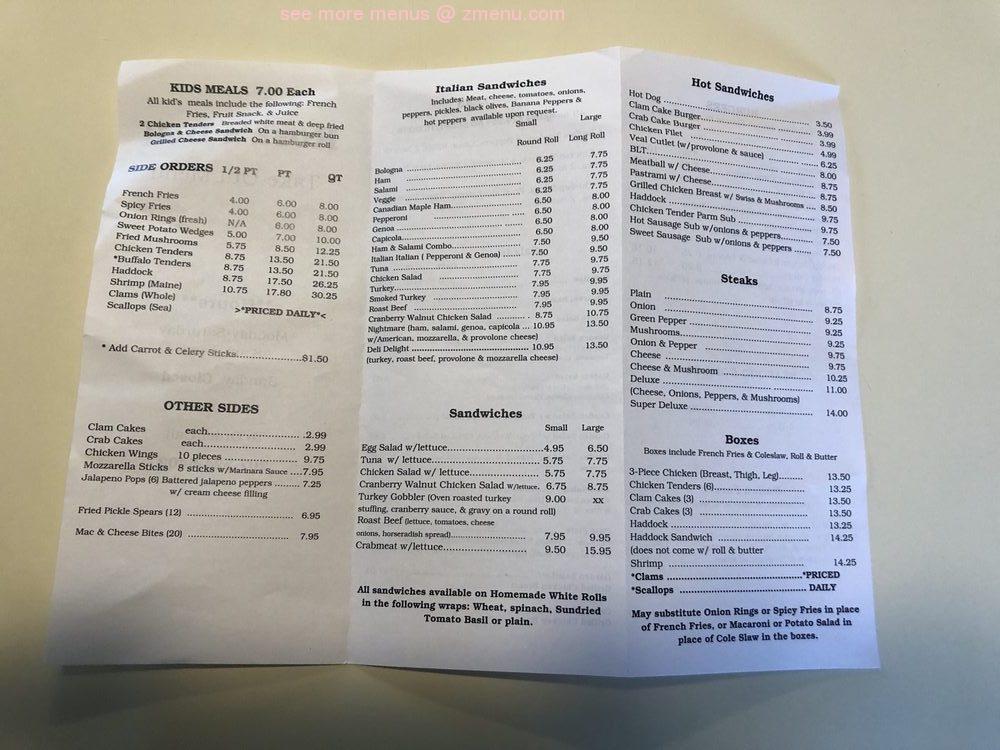 see more menus @ zmenu.com
KIDS MEALS 7.00 Each
All kid's meals include the following: French
Fries, Fruit Snack, & Juice
2 Chicken Tenders Breaded white meat & deep fried
Bologna & Cheese Sandwich On a hamburger bun
Grilled Cheese Sandwich On a hamburger roll
SIDE ORDERS 1/2 PT PT QT
French Fries 4.00 6.00 8.00
Spicy Fries 4.00 6.00 8.00
Onion Rings (fresh) N/A 6.00 8.00
Sweet Potato Wedges 5.00 7.00 10.00
Fried Mushrooms 5.75 8.50 12.25
Chicken Tenders 8.75 13.50 21.50
*Buffalo Tenders 8.75 13.50 21.50
Haddock 8.75 17.50 26.25
Shrimp (Maine) 10.75 17.80 30.25
Clams (Whole)
Scallops (Sea) >*PRICED DAILY*<
* Add Carrot & Celery Sticks..................$1.50
OTHER SIDES
Clam Cakes each........................ .2.99
Crab Cakes each........................ 2.99
Chicken Wings 10 pieces .................... 9.75
Mozzarella Sticks 8 sticks w/Marinara Sauce ....7.95
Jalapeno Pops (6) Battered jalapeno peppers ........ 7.25
w/ cream cheese filling
Fried Pickle Spears (12) ........................... 6.95
Mac & Cheese Bites (20) .......................... 7.95
Italian Sandwiches
Includes: Meat, cheese, tomatoes, onions,
peppers, pickles, black olives, Banana Peppers &
hot peppers available upon request.
Small Large
Round Roll Long Roll
Bologna .............................. 6.25 7.75
Ham .............................. 6.25 7.75
Salami .............................. 6.25 7.75
Veggie .............................. 6.25 7.75
Canadian Maple Ham.................. 6.50 8.00
Pepperoni .............................. 6.50 8.00
Genoa .............................. 6.50 8.00
Capicola.............................. 6.50 8.00
Ham & Salami Combo.................. 7.50 9.50
Italian Italian ( Pepperoni & Genoa) ....... 7.50 9.50
Tuna .............................. 7.75 9.75
Chicken Salad .................. 7.75 9.75
Turkey.............................. 7.95 9.95
Smoked Turkey .................. 7.95 9.95
Roast Beef .................. 7.95 9.95
Cranberry Walnut Chicken Salad .... 8.75 10.75
Nightmare (ham, salami, genoa, capicola ... 10.95 13.50
w/American, mozzarella, & provolone cheese)
Deli Delight .............................. 10.95 13.50
(turkey, roast beef, provolone & mozzarella cheese)
Sandwiches
Small Large
Egg Salad w/lettuce........................4.95 6.50
Tuna w/lettuce........................ 5.75 7.75
Chicken Salad w/ lettuce.................. 5.75 7.75
Cranberry Walnut Chicken Salad w/lettuce. 6.75 8.75
Turkey Gobbler (Oven roasted turkey 9.00 xx
stuffing, cranberry sauce, & gravy on a round roll)
Roast Beef (lettuce, tomatoes, cheese
onions, horseradish spread)........................ 7.95 9.95
Crabmeat w/lettuce........................ 9.50 15.95
All sandwiches available on Homemade White Rolls
in the following wraps: Wheat, spinach, Sundried
Tomato Basil or plain.
Hot Sandwiches
Hot Dog .............................. 3.50
Clam Cake Burger........................ 3.99
Crab Cake Burger ........................ 3.99
Chicken Filet ........................ 4.99
Veal Cutlet (w/provolone & sauce) ............ 6.25
BLT.............................. 8.00
Meatball w/ Cheese........................ 8.75
Pastrami w/ Cheese........................ 8.75
Grilled Chicken Breast w/ Swiss & Mushrooms .... 8.50
Haddock .............................. 9.75
Chicken Tender Parm Sub .................. 9.75
Hot Sausage Sub w/onions & peppers............ 7.50
Sweet Sausage Sub w/onions & peppers ....... 7.50
Steaks
Plain .............................. 8.75
Onion .............................. 9.25
Green Pepper ........................ 9.25
Mushrooms........................ 9.25
Onion & Pepper ........................ 9.75
Cheese .............................. 9.75
Cheese & Mushroom .................. 10.25
Deluxe .............................. 11.00
(Cheese, Onions, Peppers, & Mushrooms)
Super Deluxe ........................ 14.00
Boxes
Boxes include French Fries & Coleslaw, Roll & Butter
3-Piece Chicken (Breast, Thigh, Leg)........ 13.50
Chicken Tenders (6)........................ 13.25
Clam Cakes (3) ........................ 13.50
Crab Cakes (3) ........................ 13.50
Haddock .............................. 13.25
Haddock Sandwich .................. 14.25
(does not come w/ roll & butter
Shrimp .............................. 14.25
*Clams ..............................*PRICED
*Scallops .............................. DAILY
May substitute Onion Rings or Spicy Fries in place
of French Fries, or Macaroni or Potato Salad in
place of Cole Slaw in the boxes.